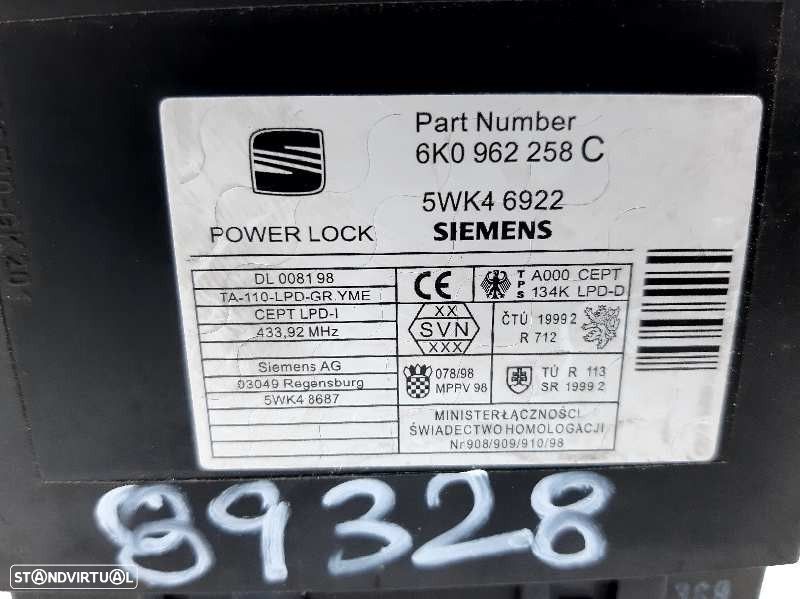 Part Number
6K0 962 258 C
5WK4 6922
POWER LOCK SIEMENS
DL 0081 98
TA-110-LPD-GR.YME
CEPT LPD-I
433,92 MHz
Siemens AG
93049 Regensburg
5WK4 8687
CE
T P S A000 CEPT
134K LPD-D
XX
SVN
XXX
ČTÚ 1999 2
R 712
078/98
MPPV 98
TÚ R 113
SR 1999 2
MINISTER ŁĄCZNOŚCI
ŚWIADECTWO HOMOLOGACJI
Nr 908/909/910/98
89328
STANDVIRTUAL